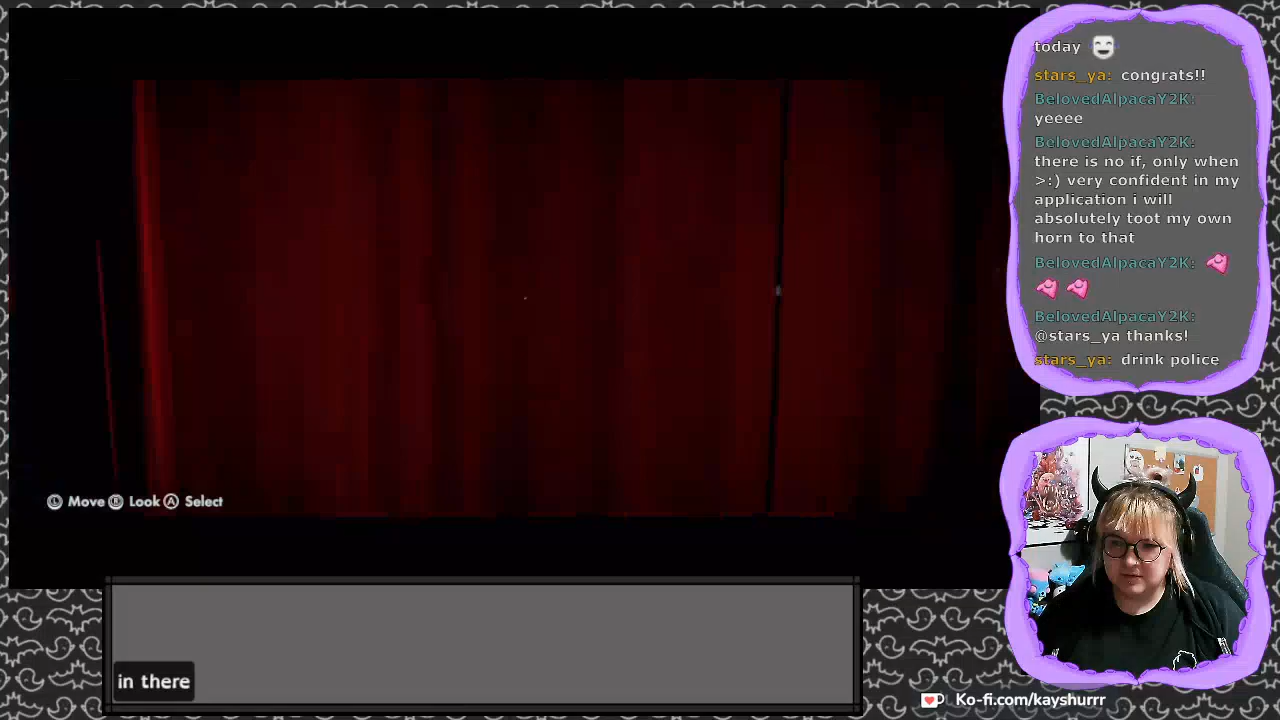 today
stars_ya: congrats!!
BelovedAlpacaY2K:
yeeee
BelovedAlpacaY2K:
there is no if, only when
>:) very confident in my
application i will
absolutely toot my own
horn to that
BelovedAlpacaY2K:
BelovedAlpacaY2K:
@stars_ya thanks!
stars_ya: drink police
L Move R Look A Select
in there
Ko-fi.com/kayshurrr